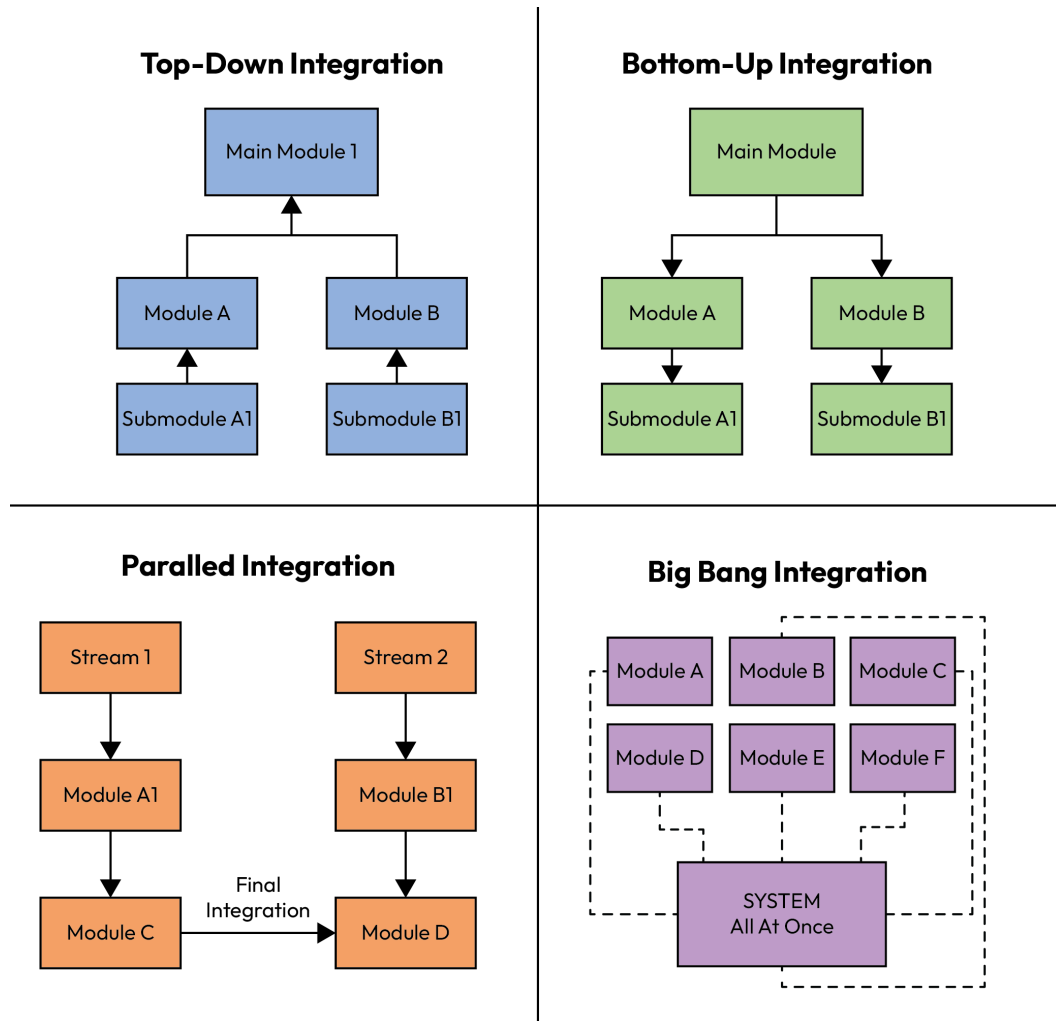 Top-Down Integration
Main Module 1
Module A
Module B
Submodule A1
Submodule B1
Bottom-Up Integration
Main Module
Module A
Module B
Submodule A1
Submodule B1
Paralled Integration
Stream 1
Stream 2
Module A1
Module B1
Final
Integration
Module C
Module D
Big Bang Integration
Module A
Module B
Module C
Module D
Module E
Module F
SYSTEM
All At Once